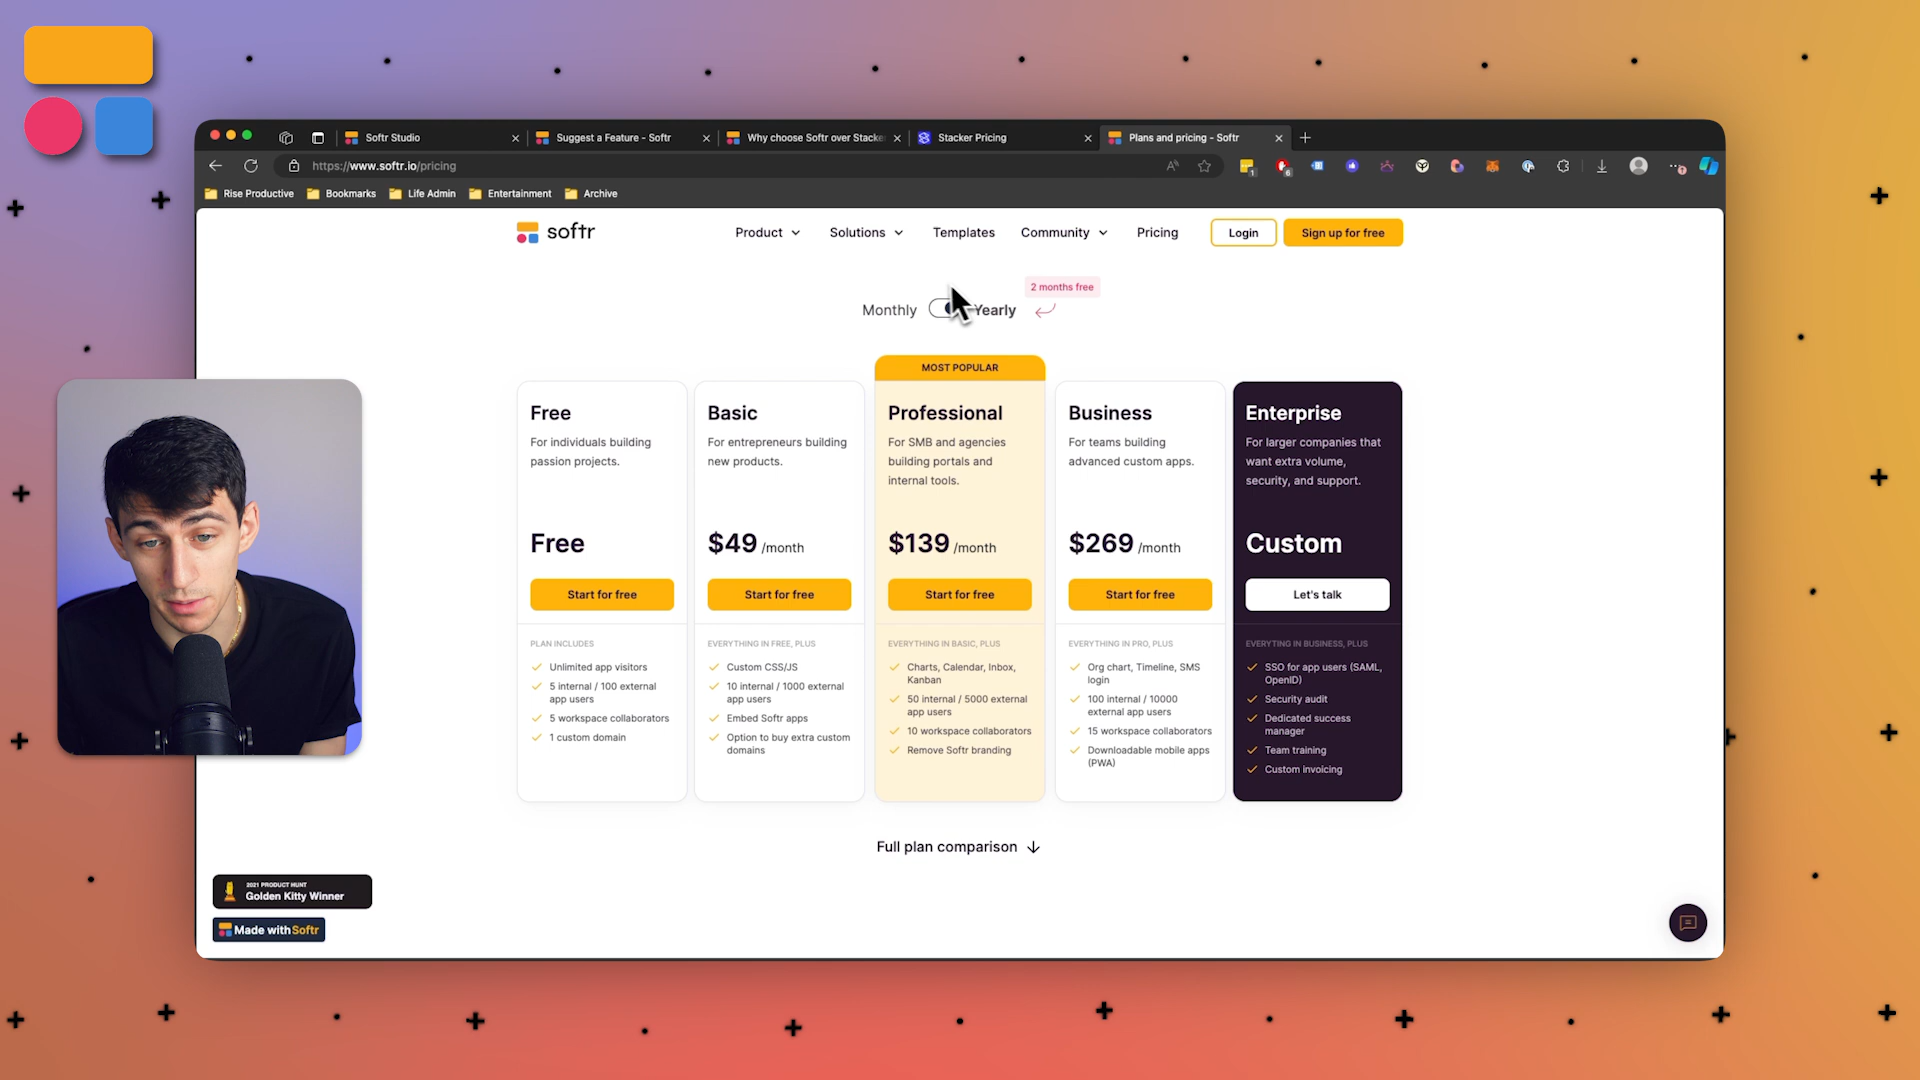 Softr Studio
Suggest a Feature - Softr
Why choose Softr over Stacke
Stacker Pricing
Plans and pricing - Softr
https://www.softr.io/pricing
Rise Productive
Bookmarks
Life Admin
Entertainment
Archive
softr
Product
Solutions
Templates
Community
Pricing
Login
Sign up for free
2 months free
Monthly
Yearly
MOST POPULAR
Free
For individuals building
passion projects.
Free
Start for free
PLAN INCLUDES
Unlimited app visitors
5 internal / 100 external
app users
5 workspace collaborators
1 custom domain
Basic
For entrepreneurs building
new products.
$49 /month
Start for free
EVERYTHING IN FREE, PLUS
Custom CSS/JS
10 internal / 1000 external
app users
Embed Softr apps
Option to buy extra custom
domains
Professional
For SMB and agencies
building portals and
internal tools.
$139 /month
Start for free
EVERYTHING IN BASIC, PLUS
Charts, Calendar, Inbox,
Kanban
50 internal / 5000 external
app users
10 workspace collaborators
Remove Softr branding
Business
For teams building
advanced custom apps.
$269 /month
Start for free
EVERYTHING IN PRO, PLUS
Org chart, Timeline, SMS
login
100 internal / 10000
external app users
15 workspace collaborators
Downloadable mobile apps
(PWA)
Enterprise
For larger companies that
want extra volume,
security, and support.
Custom
Let's talk
EVERYTING IN BUSINESS, PLUS
SSO for app users (SAML,
OpenID)
Security audit
Dedicated success
manager
Team training
Custom invoicing
Full plan comparison
2021 PRODUCT HUNT
Golden Kitty Winner
Made with Softr